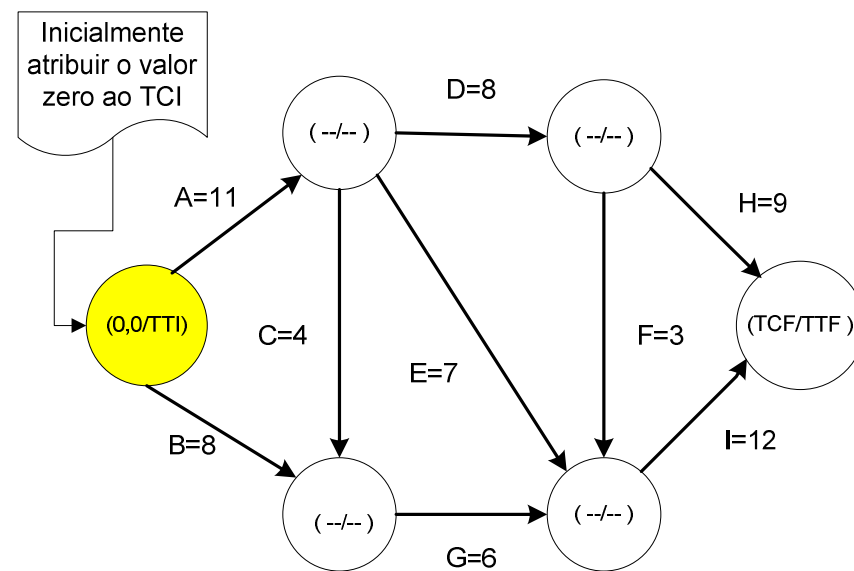 Inicialmente
atribuir o valor
zero ao TCI
D=8
( --/-- )
( --/-- )
A=11
H=9
(0,0/TTI)
C=4
E=7
F=3
(TCF/TTF )
B=8
I=12
( --/-- )
( --/-- )
G=6